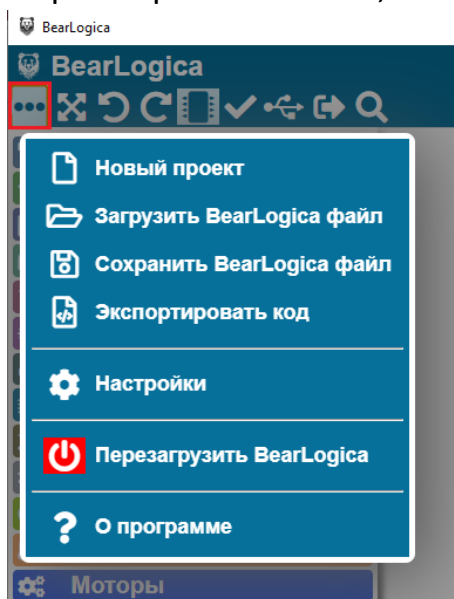 BearLogica
BearLogica
Новый проект
Загрузить BearLogica файл
Сохранить BearLogica файл
Экспортировать код
Настройки
Перезагрузить BearLogica
О программе
Моторы